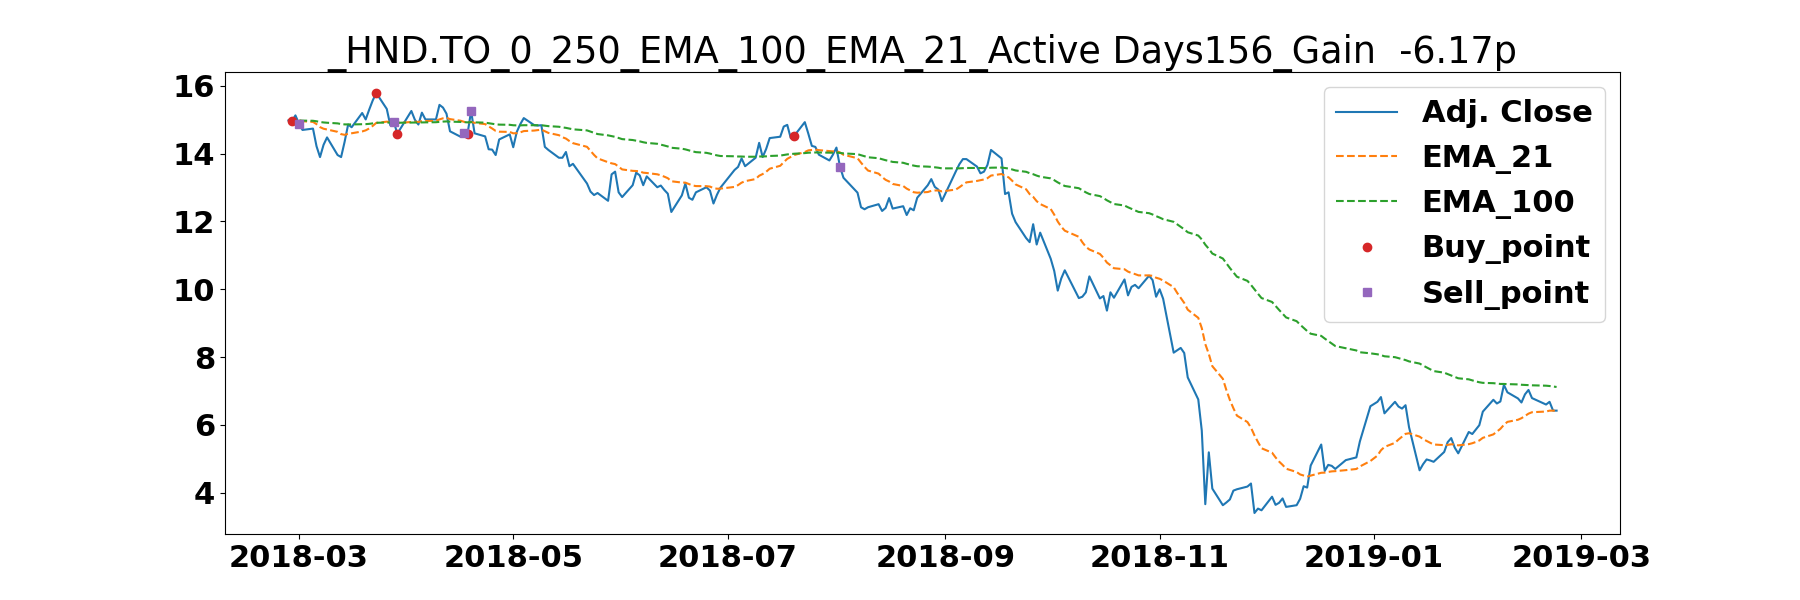 _HND.TO_0_250_EMA_100_EMA_21_Active Days156_Gain  -6.17p
16
14
12
10
8
6
4
2018-03 2018-05 2018-07 2018-09 2018-11 2019-01 2019-03
Adj. Close
EMA_21
EMA_100
Buy_point
Sell_point